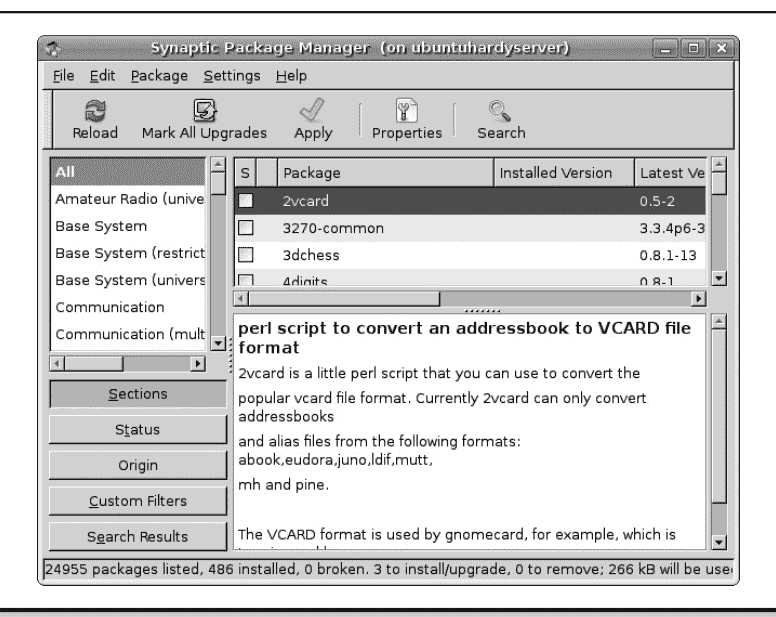 Synaptic Package Manager (on ubuntuhardyserver)
File Edit Package Settings Help
Reload Mark All Upgrades Apply Properties Search
All
Amateur Radio (unive
Base System
Base System (restrict
Base System (univers
Communication
Communication (mult
Sections
Status
Origin
Custom Filters
Search Results
S Package Installed Version Latest Ve
2vcard 0.5-2
3270-common 3.3.4p6-3
3dchess 0.8.1-13
4digits 0.8-1
perl script to convert an addressbook to VCARD file
format
2vcard is a little perl script that you can use to convert the
popular vcard file format. Currently 2vcard can only convert
addressbooks
and alias files from the following formats:
abook,eudora,juno,ldif,mutt,
mh and pine.
The VCARD format is used by gnomecard, for example, which is
24955 packages listed, 486 installed, 0 broken. 3 to install/upgrade, 0 to remove; 266 kB will be use